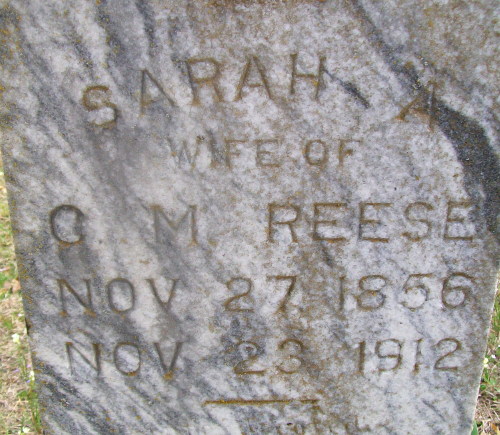 SARAH A
WIFE OF
C. M. REESE
NOV 27 1856
NOV 23 1912